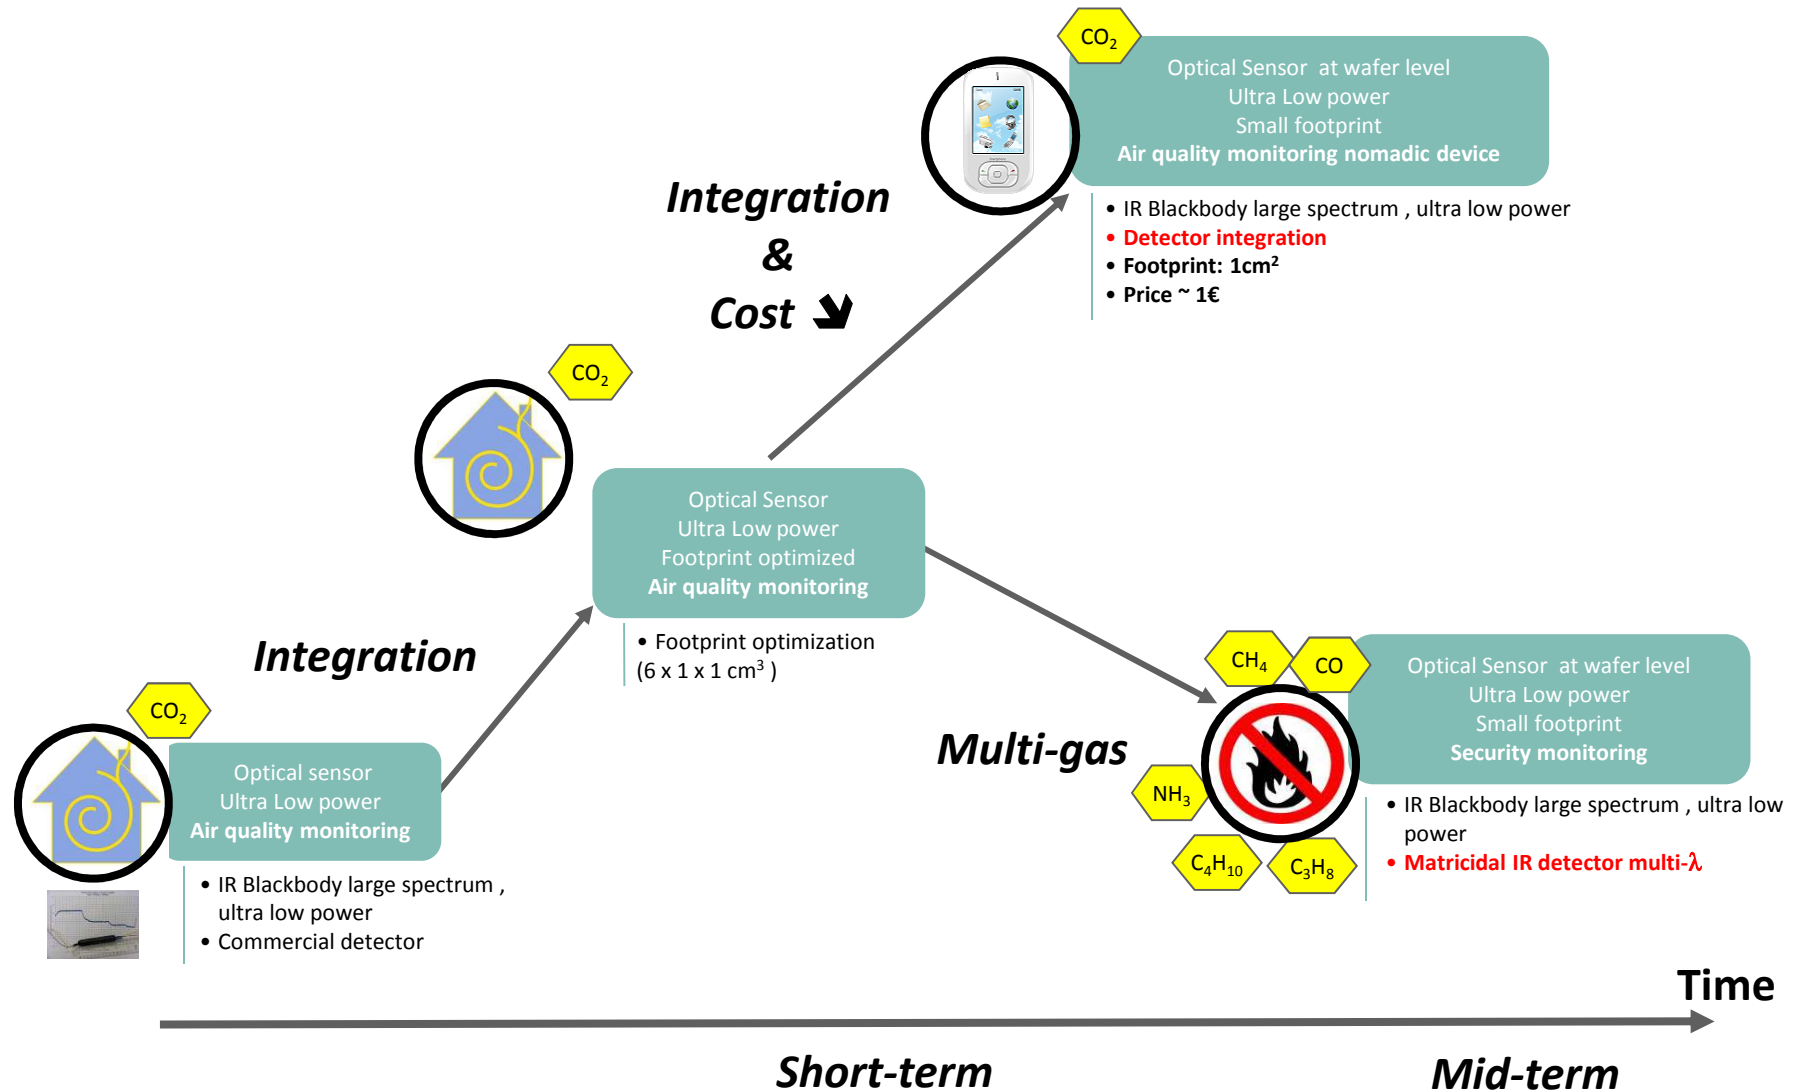 CO2
Optical Sensor at wafer level
Ultra Low power
Small footprint
Air quality monitoring nomadic device
• IR Blackbody large spectrum , ultra low power
• Detector integration
• Footprint: 1cm²
• Price ~ 1€
Integration
&
Cost
CO2
Optical Sensor
Ultra Low power
Footprint optimized
Air quality monitoring
• Footprint optimization
(6 x 1 x 1 cm³ )
Integration
CO2
Optical sensor
Ultra Low power
Air quality monitoring
• IR Blackbody large spectrum ,
ultra low power
• Commercial detector
Multi-gas
CH4
CO
NH3
C4H10
C3H8
Optical Sensor at wafer level
Ultra Low power
Small footprint
Security monitoring
• IR Blackbody large spectrum , ultra low
power
• Matricidal IR detector multi-λ
Time
Short-term
Mid-term